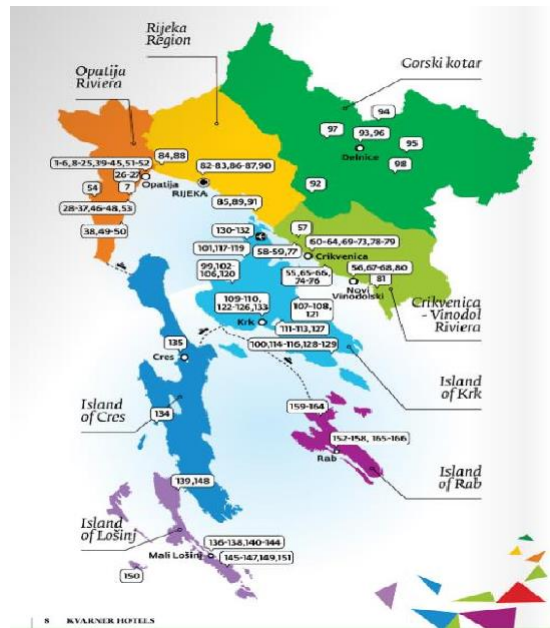 Rijeka
Region
Opatija
Riviera
Gorski kotar
94
97
93,96
95
Delnice
98
84,88
1-6,8-25,39-45,51-52
26-27
82-83,86-87,90
54
7
Opatija
RIJEKA
92
28-37,46-48,53
85,89,91
38,49-50
130-132
57
101,117-119
58-59,77
60-64,69-73,78-79
Crikvenica
99,102-
106,120
55,65-66,
74-76
56,67-68,80
81
Novi
Vinodolski
Crikvenica
- Vinodol
Riviera
109-110,
122-126,133
107-108,
121
Krk
111-113,127
100,114-116,128-129
135
Cres
Island
of Krk
Island
of Cres
134
159-164
152-158, 165-166
Rab
Island
of Rab
139,148
Island
of Lošinj
136-138,140-144
Mali Lošinj
145-147,149,151
150
8 KVARNER HOTELS